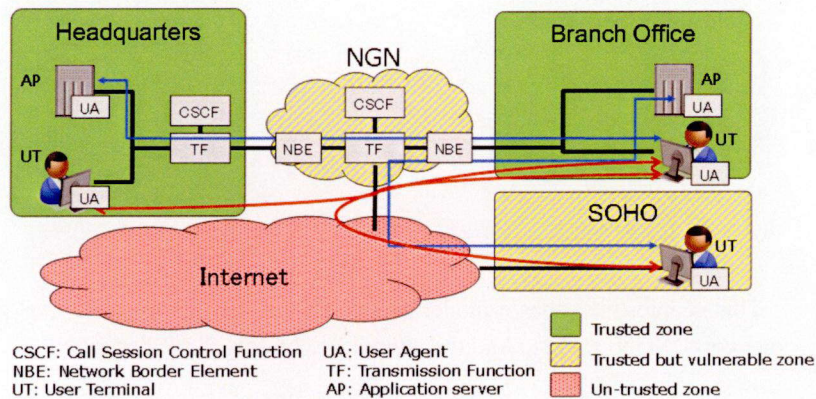 Headquarters
NGN
Branch Office
AP
UA
CSCF
TF
UT
UA
CSCF
NBE
TF
NBE
AP
UA
UT
UA
Internet
SOHO
UT
UA
CSCF: Call Session Control Function
NBE: Network Border Element
UT: User Terminal
UA: User Agent
TF: Transmission Function
AP: Application server
Trusted zone
Trusted but vulnerable zone
Un-trusted zone